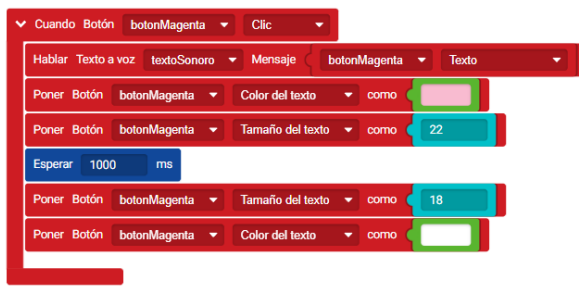 Cuando Botón botonMagenta Clic
Hablar Texto a voz textoSonoro Mensaje botonMagenta Texto
Poner Botón botonMagenta Color del texto como
Poner Botón botonMagenta Tamaño del texto como 22
Esperar 1000 ms
Poner Botón botonMagenta Tamaño del texto como 18
Poner Botón botonMagenta Color del texto como